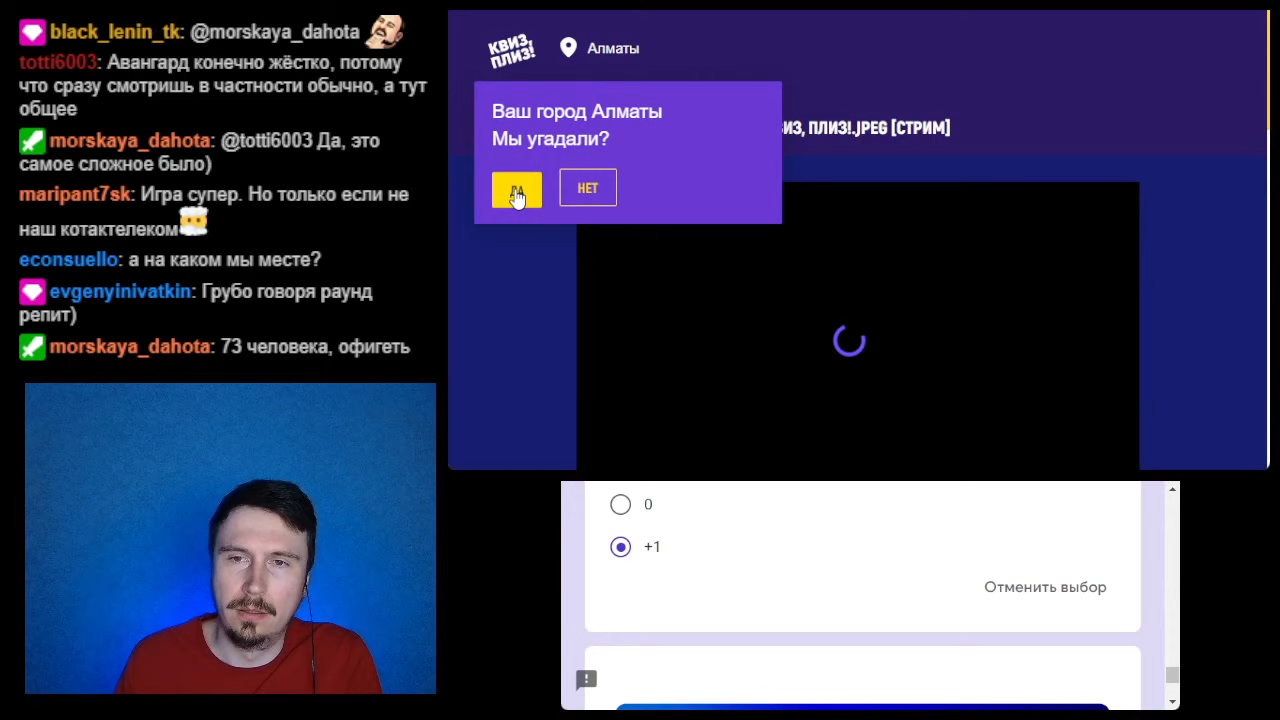 black_lenin_tk: @morskaya_dahota
totti6003: Авангард конечно жёстко, потому
что сразу смотришь в частности обычно, а тут
общее
morskaya_dahota: @totti6003 Да, это
самое сложное было)
maripant7sk: Игра супер. Но только если не
наш котактелеком
econsuello: а на каком мы месте?
evgenyinivatkin: Грубо говоря раунд
репит)
morskaya_dahota: 73 человека, офигеть
КВИЗ,
ПЛИЗ!
Алматы
Ваш город Алматы
Мы угадали?
ИЗ, ПЛИЗ!.JPEG [СТРИМ]
НЕТ
0
+1
Отменить выбор